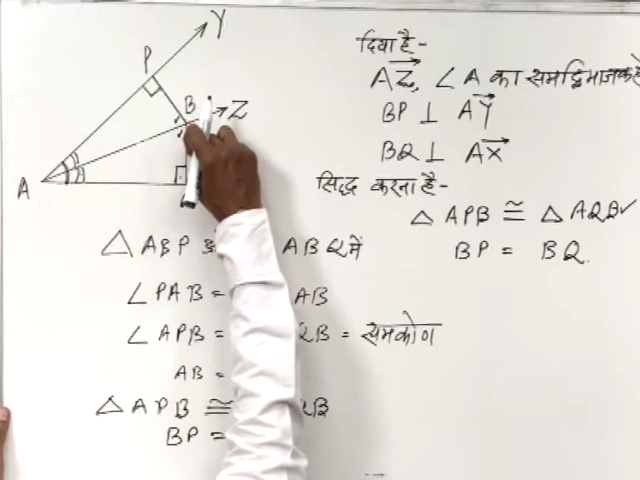 Y
P
B
Z
A
दिया है -
AZ, ∠A का समद्विभाजक है
BP ⊥ AY
BQ ⊥ AX
सिद्ध करना है -
△ APB ≅ △ AQB
BP = BQ.
△ ABP ABQ में
∠PAB = AB
∠APB = QB = समकोण
AB =
△ APB ≅ QB
BP =